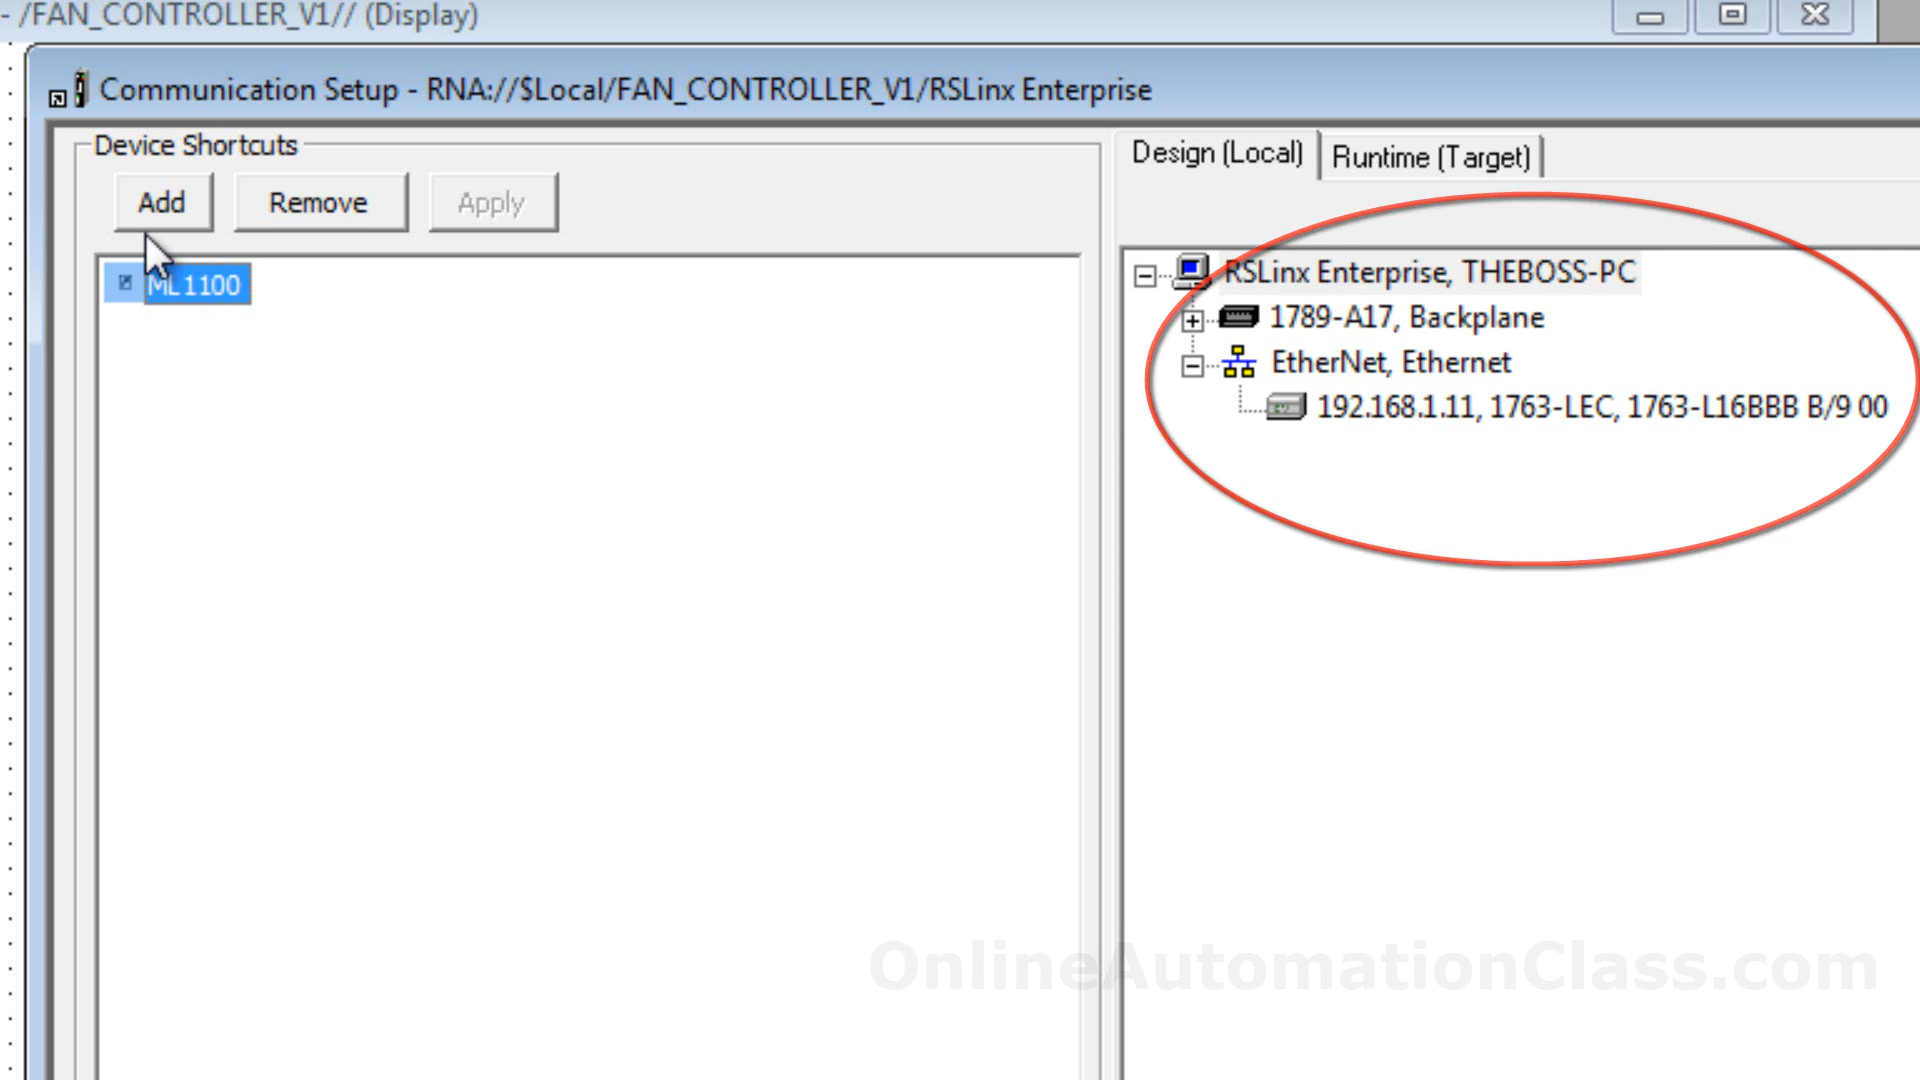 - /FAN_CONTROLLER_V1// (Display)
Communication Setup - RNA://$Local/FAN_CONTROLLER_V1/RSLinx Enterprise
Device Shortcuts
Add
Remove
Apply
ML1100
Design (Local)
Runtime (Target)
RSLinx Enterprise, THEBOSS-PC
1789-A17, Backplane
EtherNet, Ethernet
192.168.1.11, 1763-LEC, 1763-L16BBB B/9 00
OnlineAutomationClass.com